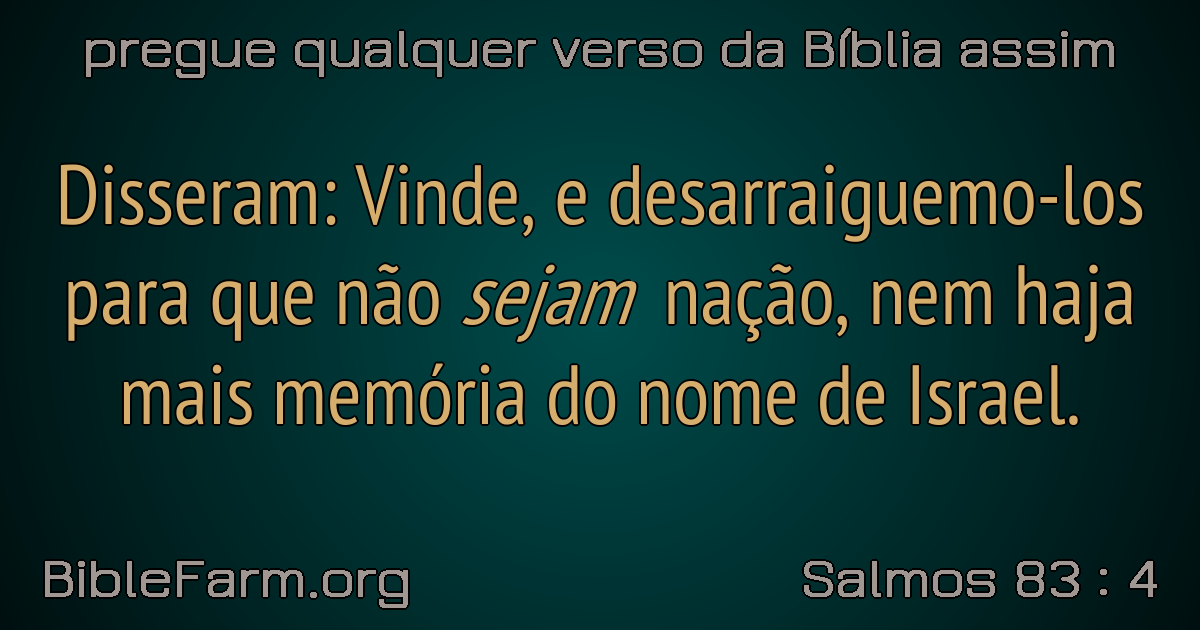 pregue qualquer verso da Bíblia assim
Disseram: Vinde, e desarraiguemo-los
para que não sejam nação, nem haja
mais memória do nome de Israel.
BibleFarm.org
Salmos 83 : 4